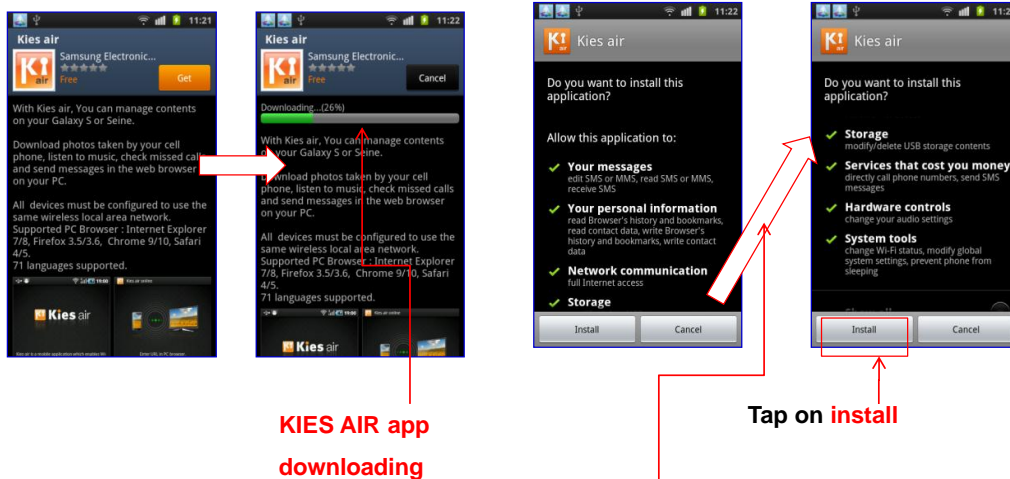 11:21
Kies air
Samsung Electronic...
Free
Get
Ki
air
With Kies air, You can manage contents
on your Galaxy S or Seine.
Download photos taken by your cell
phone, listen to music, check missed calls
and send messages in the web browser
on your PC.
All devices must be configured to use the
same wireless local area network.
Supported PC Browser : Internet Explorer
7/8, Firefox 3.5/3.6, Chrome 9/10, Safari
4/5.
71 languages supported.
Kies air
11:22
Kies air
Samsung Electronic...
Free
Cancel
Ki
air
Downloading...(26%)
With Kies air, You can manage contents
on your Galaxy S or Seine.
Download photos taken by your cell
phone, listen to music, check missed calls
and send messages in the web browser
on your PC.
All devices must be configured to use the
same wireless local area network.
Supported PC Browser : Internet Explorer
7/8, Firefox 3.5/3.6, Chrome 9/10, Safari
4/5.
71 languages supported.
Kies air
KIES AIR app
downloading
11:22
Ki
air
Kies air
Do you want to install this
application?
Allow this application to:
Your messages
edit SMS or MMS, read SMS or MMS,
receive SMS
Your personal information
read Browser's history and bookmarks,
read contact data, write Browser's
history and bookmarks, write contact
data
Network communication
full Internet access
Storage
Install
Cancel
Ki
air
Kies air
Do you want to install this
application?
Storage
modify/delete USB storage contents
Services that cost you money
directly call phone numbers, send SMS
messages
Hardware controls
change your audio settings
System tools
change Wi-Fi status, modify global
system settings, prevent phone from
sleeping
Install
Cancel
Tap on install